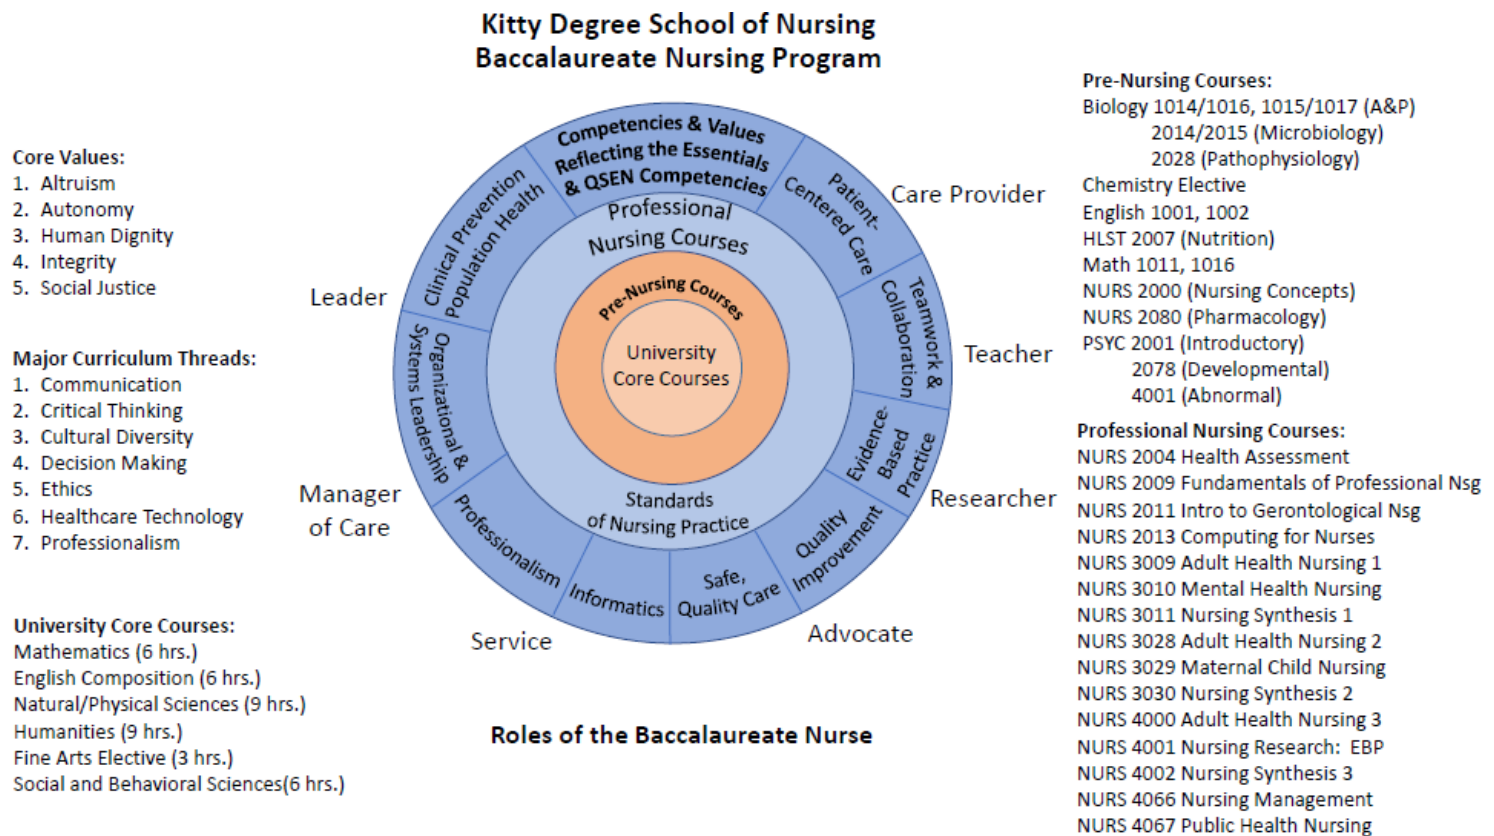 Kitty Degree School of Nursing
Baccalaureate Nursing Program
Core Values:
1. Altruism
2. Autonomy
3. Human Dignity
4. Integrity
5. Social Justice
Major Curriculum Threads:
1. Communication
2. Critical Thinking
3. Cultural Diversity
4. Decision Making
5. Ethics
6. Healthcare Technology
7. Professionalism
University Core Courses:
Mathematics (6 hrs.)
English Composition (6 hrs.)
Natural/Physical Sciences (9 hrs.)
Humanities (9 hrs.)
Fine Arts Elective (3 hrs.)
Social and Behavioral Sciences(6 hrs.)
Competencies & Values
Reflecting the Essentials
& QSEN Competencies
Patient-
Centered Care
Teamwork &
Collaboration
Evidence-
Based
Practice
Quality
Improvement
Safe,
Quality Care
Informatics
Professionalism
Organizational &
Systems Leadership
Clinical Prevention
Population Health
Professional
Nursing Courses
Pre-Nursing Courses
University
Core Courses
Standards
of Nursing Practice
Care Provider
Teacher
Researcher
Advocate
Service
Manager
of Care
Leader
Roles of the Baccalaureate Nurse
Pre-Nursing Courses:
Biology 1014/1016, 1015/1017 (A&P)
2014/2015 (Microbiology)
2028 (Pathophysiology)
Chemistry Elective
English 1001, 1002
HLST 2007 (Nutrition)
Math 1011, 1016
NURS 2000 (Nursing Concepts)
NURS 2080 (Pharmacology)
PSYC 2001 (Introductory)
2078 (Developmental)
4001 (Abnormal)
Professional Nursing Courses:
NURS 2004 Health Assessment
NURS 2009 Fundamentals of Professional Nsg
NURS 2011 Intro to Gerontological Nsg
NURS 2013 Computing for Nurses
NURS 3009 Adult Health Nursing 1
NURS 3010 Mental Health Nursing
NURS 3011 Nursing Synthesis 1
NURS 3028 Adult Health Nursing 2
NURS 3029 Maternal Child Nursing
NURS 3030 Nursing Synthesis 2
NURS 4000 Adult Health Nursing 3
NURS 4001 Nursing Research: EBP
NURS 4002 Nursing Synthesis 3
NURS 4066 Nursing Management
NURS 4067 Public Health Nursing